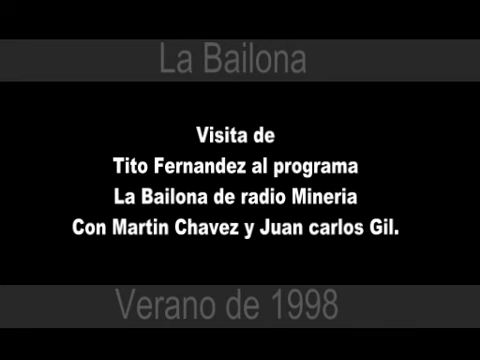 La Bailona
Visita de
Tito Fernandez al programa
La Bailona de radio Mineria
Con Martin Chavez y Juan carlos Gil.
Verano de 1998